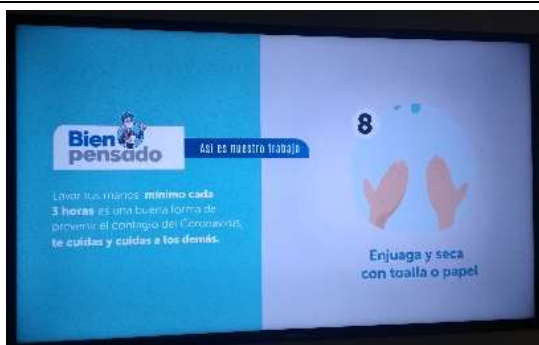 Bien
pensado
Así es nuestro trabajo
Lavar tus manos mínimo cada
3 horas es una buena forma de
prevenir el contagio del Coronavirus,
te cuidas y cuidas a los demás.
8
Enjuaga y seca
con toalla o papel